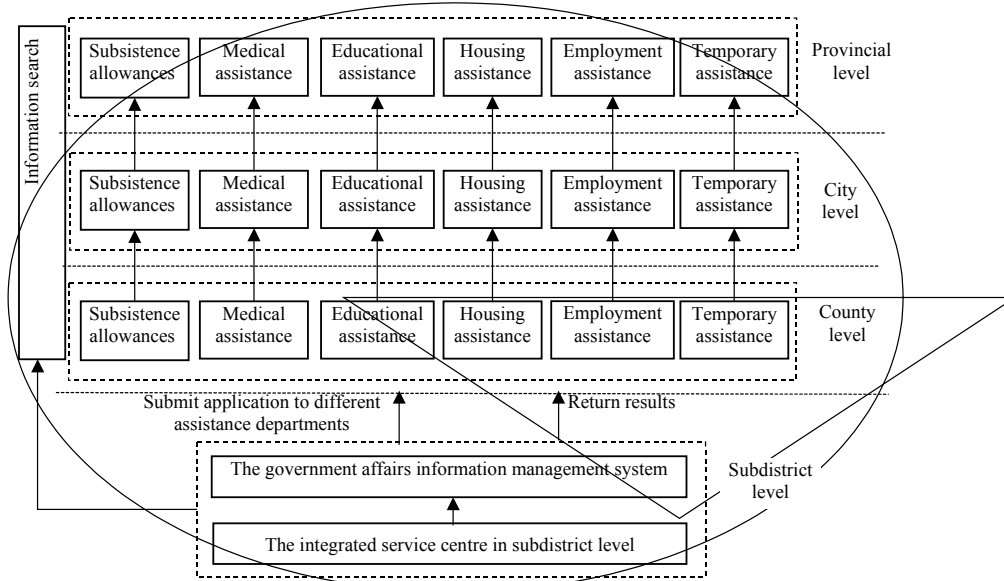 Information search
Subsistence
allowances
Medical
assistance
Educational
assistance
Housing
assistance
Employment
assistance
Temporary
assistance
Provincial
level
Subsistence
allowances
Medical
assistance
Educational
assistance
Housing
assistance
Employment
assistance
Temporary
assistance
City
level
Subsistence
allowances
Medical
assistance
Educational
assistance
Housing
assistance
Employment
assistance
Temporary
assistance
County
level
Submit application to different
assistance departments
Return results
The government affairs information management system
Subdistrict
level
The integrated service centre in subdistrict level